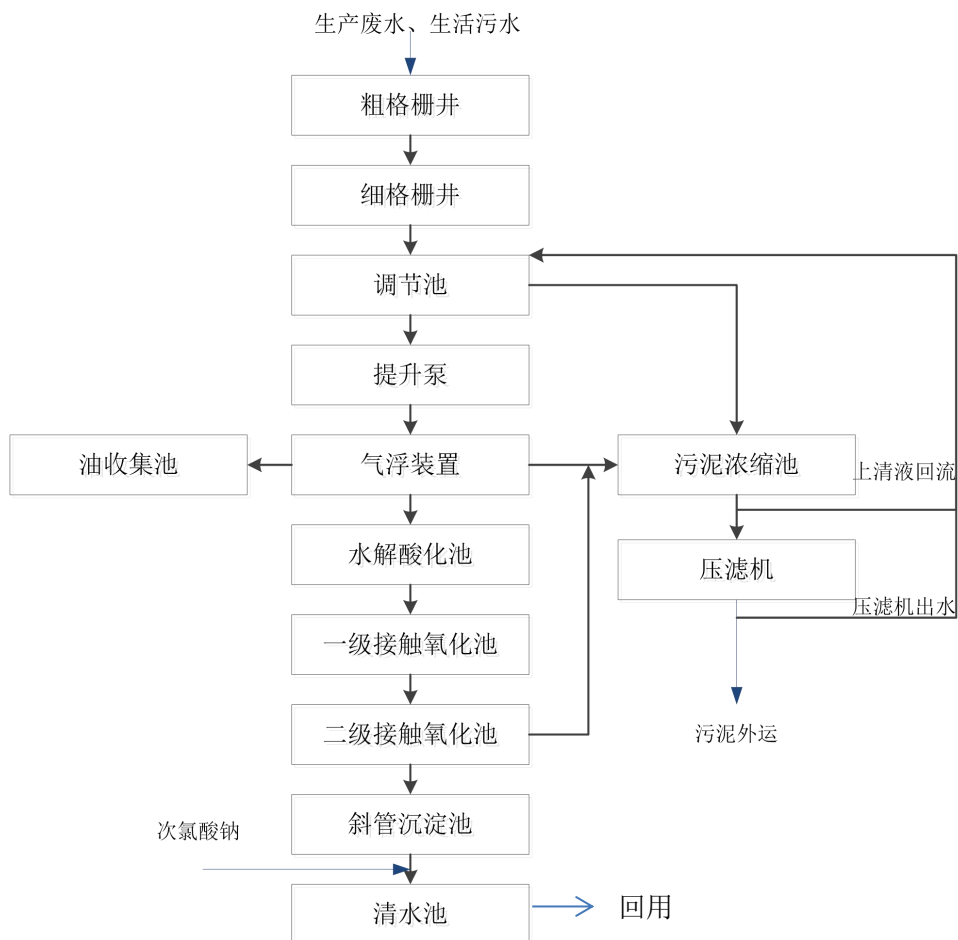 生产废水、生活污水
粗格栅井
细格栅井
调节池
提升泵
油收集池
气浮装置
污泥浓缩池
上清液回流
水解酸化池
压滤机
压滤机出水
一级接触氧化池
二级接触氧化池
污泥外运
斜管沉淀池
次氯酸钠
清水池
回用